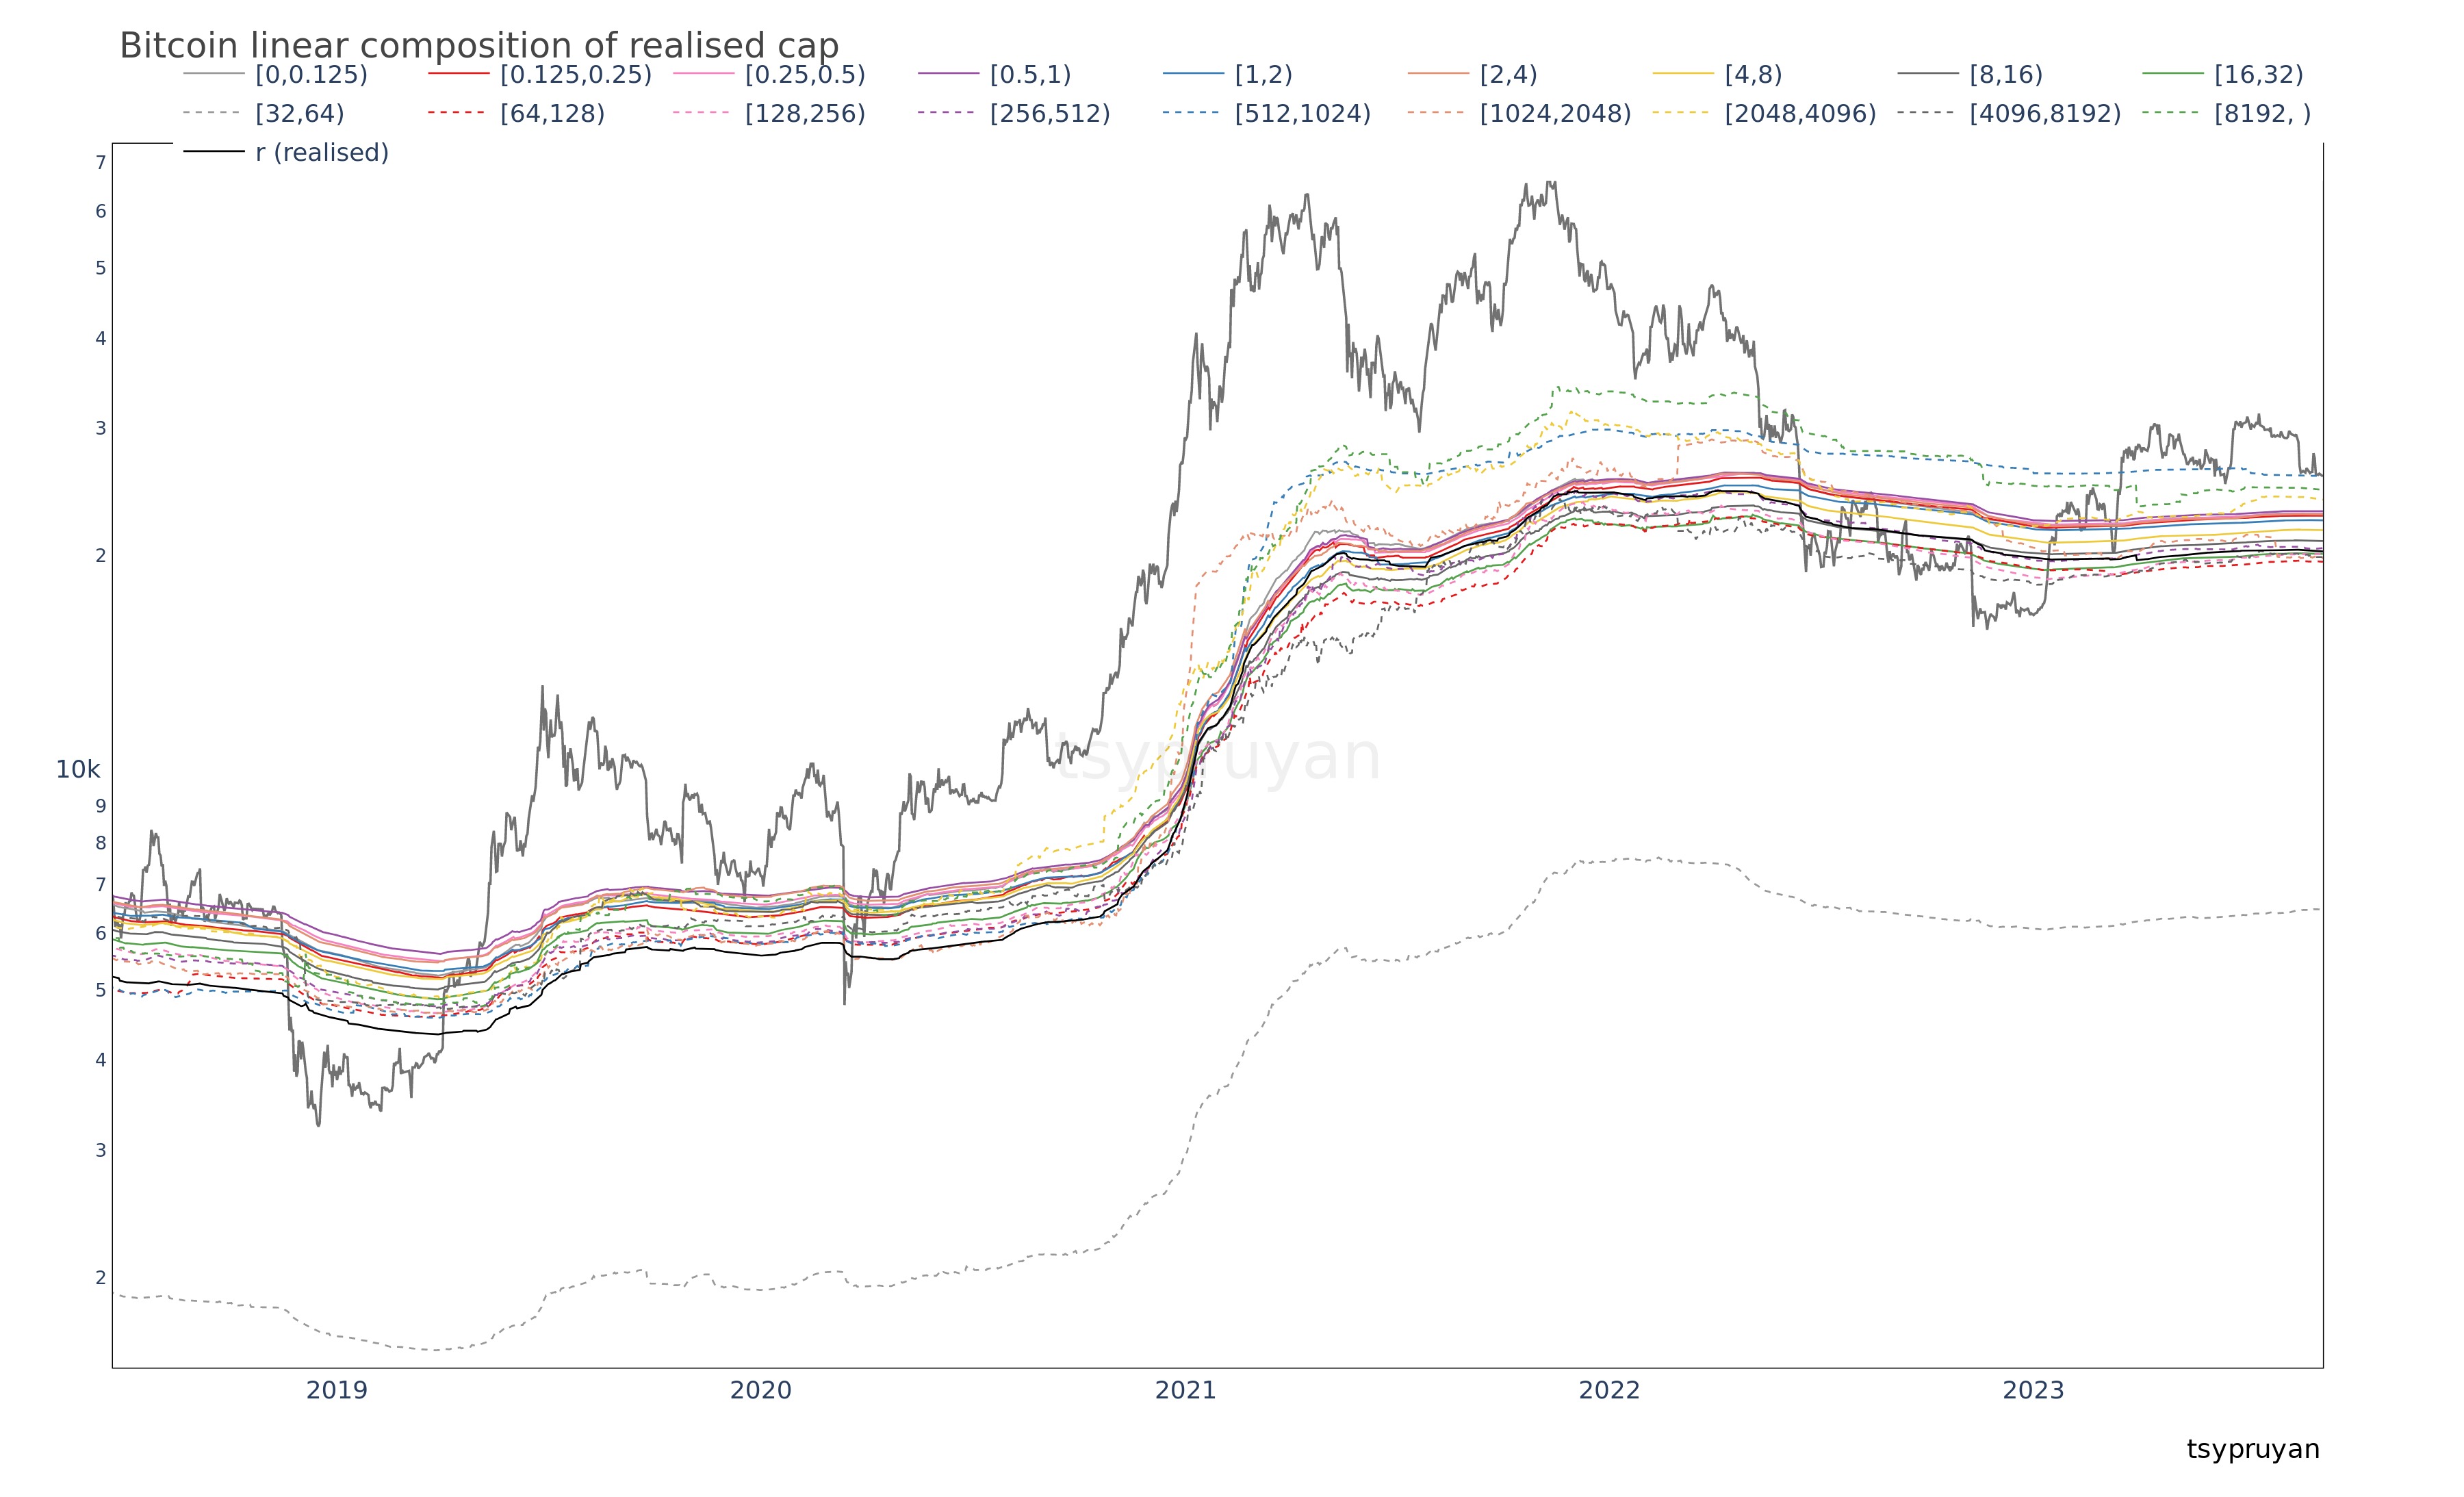 Bitcoin linear composition of realised cap
[0,0.125) [0.125,0.25) [0.25,0.5) [0.5,1) [1,2) [2,4) [4,8) [8,16) [16,32)
[32,64) [64,128) [128,256) [256,512) [512,1024) [1024,2048) [2048,4096) [4096,8192) [8192, )
r (realised)
7
6
5
4
3
2
10k
9
8
7
6
5
4
3
2
tsypruyan
2019 2020 2021 2022 2023
tsypruyan